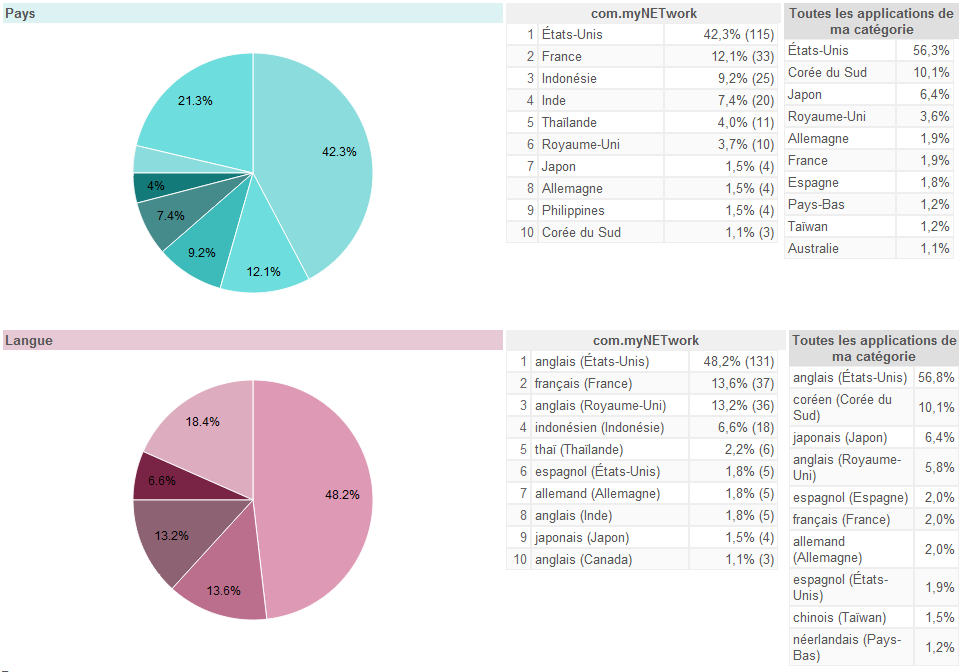 Pays
21.3%
42.3%
4%
7.4%
9.2%
12.1%
com.myNETwork
1 États-Unis 42,3% (115)
2 France 12,1% (33)
3 Indonésie 9,2% (25)
4 Inde 7,4% (20)
5 Thaïlande 4,0% (11)
6 Royaume-Uni 3,7% (10)
7 Japon 1,5% (4)
8 Allemagne 1,5% (4)
9 Philippines 1,5% (4)
10 Corée du Sud 1,1% (3)
Toutes les applications de
ma catégorie
États-Unis 56,3%
Corée du Sud 10,1%
Japon 6,4%
Royaume-Uni 3,6%
Allemagne 1,9%
France 1,9%
Espagne 1,8%
Pays-Bas 1,2%
Taïwan 1,2%
Australie 1,1%
Langue
18.4%
48.2%
6.6%
13.2%
13.6%
com.myNETwork
1 anglais (États-Unis) 48,2% (131)
2 français (France) 13,6% (37)
3 anglais (Royaume-Uni) 13,2% (36)
4 indonésien (Indonésie) 6,6% (18)
5 thaï (Thaïlande) 2,2% (6)
6 espagnol (États-Unis) 1,8% (5)
7 allemand (Allemagne) 1,8% (5)
8 anglais (Inde) 1,8% (5)
9 japonais (Japon) 1,5% (4)
10 anglais (Canada) 1,1% (3)
Toutes les applications de
ma catégorie
anglais (États-Unis) 56,8%
coréen (Corée du
Sud) 10,1%
japonais (Japon) 6,4%
anglais (Royaume-
Uni) 5,8%
espagnol (Espagne) 2,0%
français (France) 2,0%
allemand
(Allemagne) 2,0%
espagnol (États-
Unis) 1,9%
chinois (Taïwan) 1,5%
néerlandais (Pays-
Bas) 1,2%